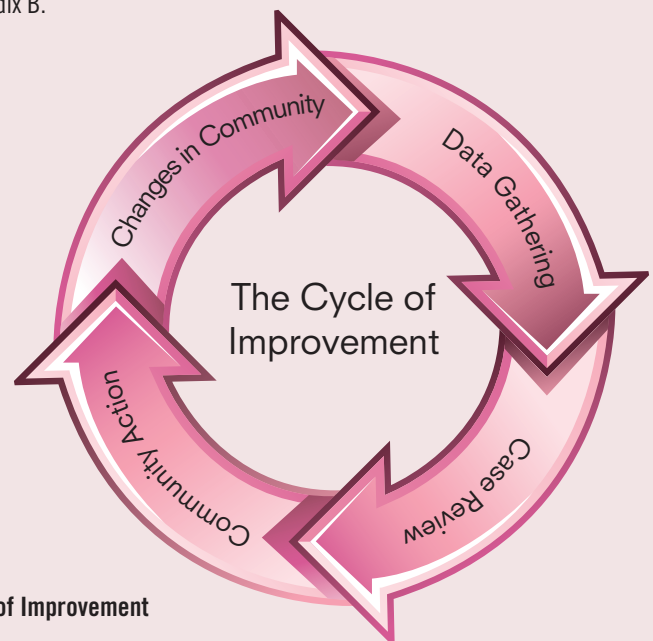 dix B.
Changes in Community
Data Gathering
The Cycle of
Improvement
Case Review
Community Action
of Improvement